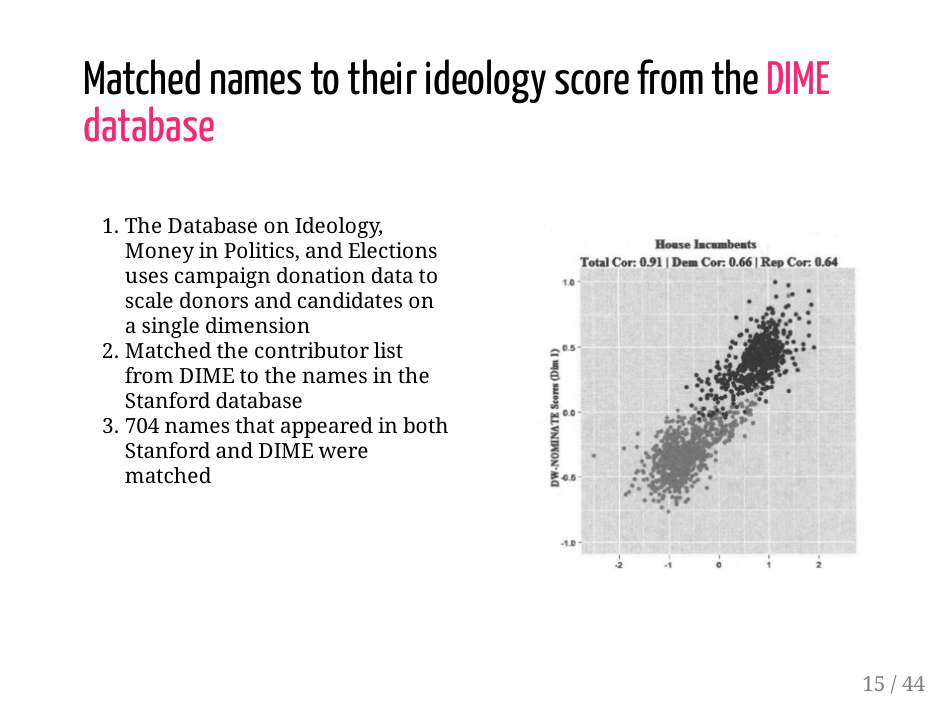 Matched names to their ideology score from the DIME
database
1. The Database on Ideology,
Money in Politics, and Elections
uses campaign donation data to
scale donors and candidates on
a single dimension
2. Matched the contributor list
from DIME to the names in the
Stanford database
3. 704 names that appeared in both
Stanford and DIME were
matched
House Incumbents
Total Cor: 0.91 | Dem Cor: 0.66 | Rep Cor: 0.64
DW-NOMINATE Scores (Dim 1)
1.0
0.5
0.0
-0.5
-1.0
-2 -1 0 1 2
15 / 44